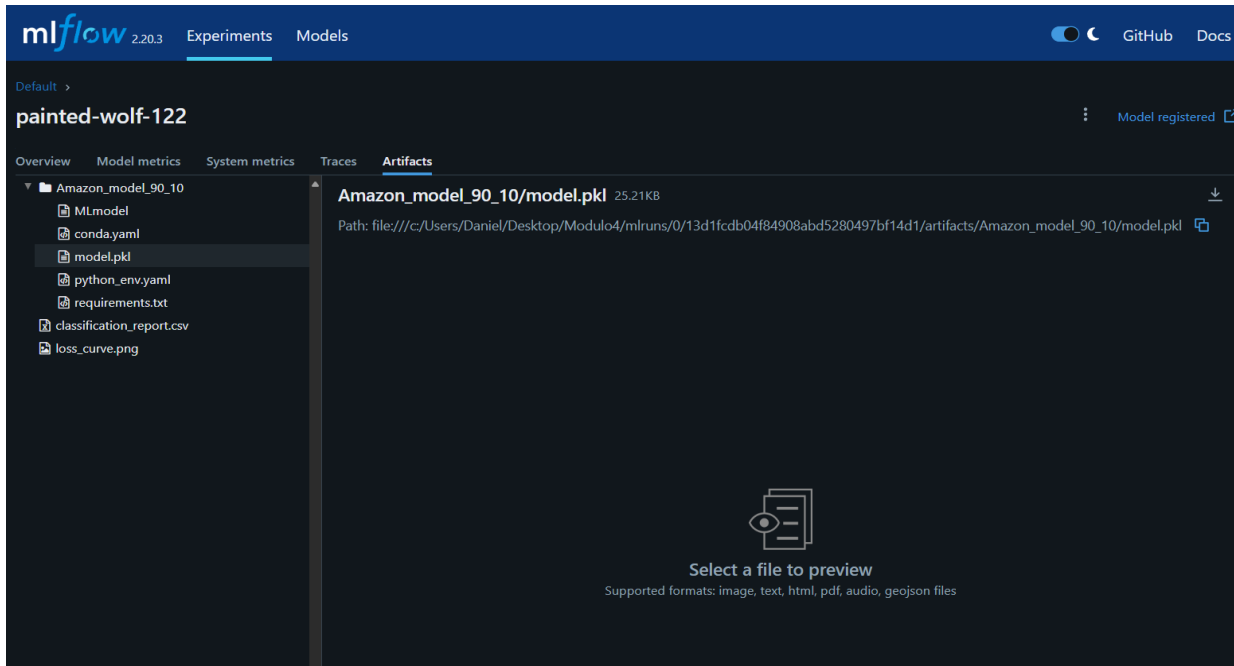 mlflow 2.20.3 Experiments Models GitHub Docs
Default >
painted-wolf-122
Model registered
Overview Model metrics System metrics Traces Artifacts
Amazon_model_90_10
MLmodel
conda.yaml
model.pkl
python_env.yaml
requirements.txt
classification_report.csv
loss_curve.png
Amazon_model_90_10/model.pkl 25.21KB
Path: file:///c:/Users/Daniel/Desktop/Modulo4/mlruns/0/13d1fcdb04f84908abd5280497bf14d1/artifacts/Amazon_model_90_10/model.pkl
Select a file to preview
Supported formats: image, text, html, pdf, audio, geojson files